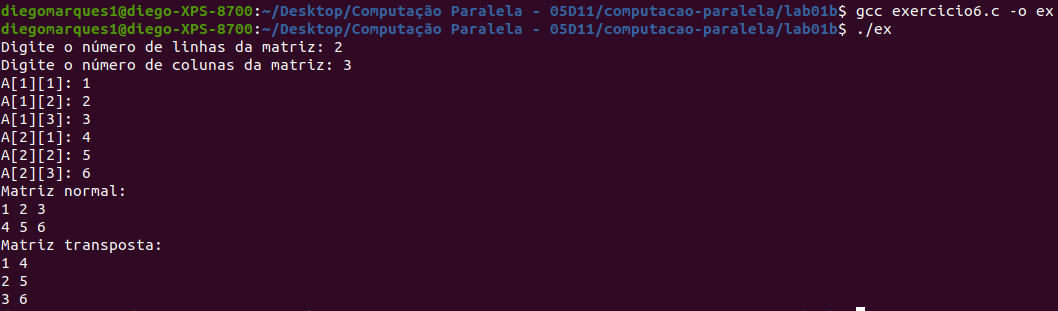 diegomarques1@diego-XPS-8700:~/Desktop/Computação Paralela - 05D11/computacao-paralela/lab01b$ gcc exercicio6.c -o ex
diegomarques1@diego-XPS-8700:~/Desktop/Computação Paralela - 05D11/computacao-paralela/lab01b$ ./ex
Digite o número de linhas da matriz: 2
Digite o número de colunas da matriz: 3
A[1][1]: 1
A[1][2]: 2
A[1][3]: 3
A[2][1]: 4
A[2][2]: 5
A[2][3]: 6
Matriz normal:
1 2 3
4 5 6
Matriz transposta:
1 4
2 5
3 6